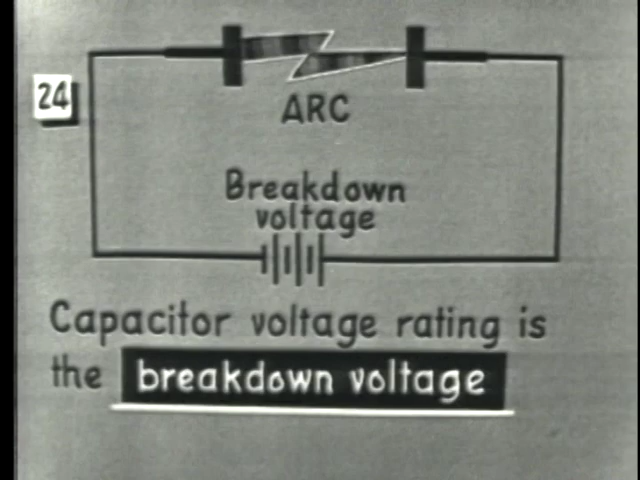 24
ARC
Breakdown
voltage
Capacitor voltage rating is
the breakdown voltage